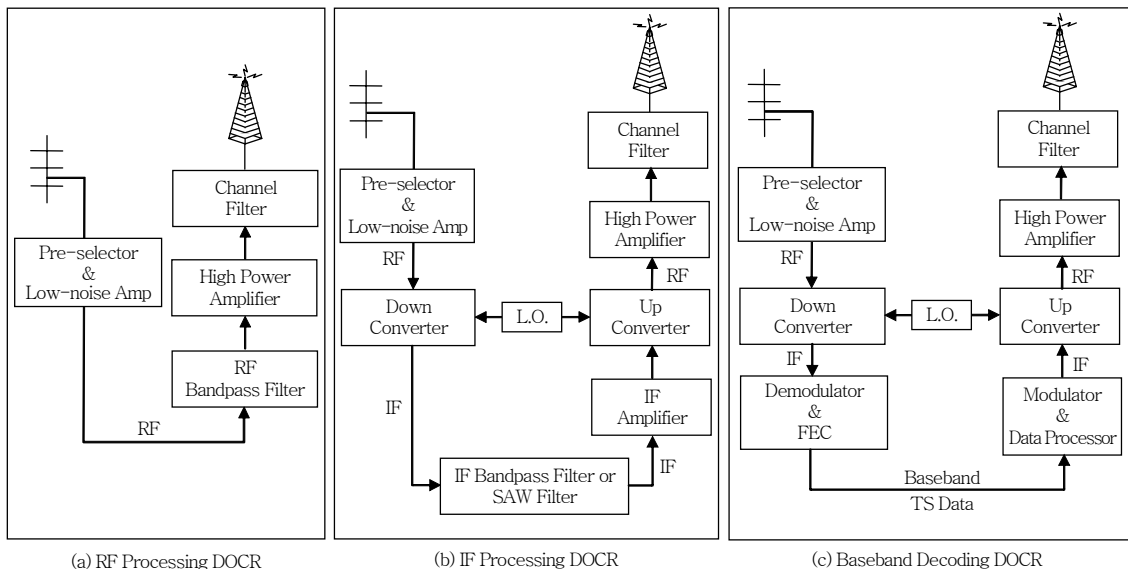 Pre-selector
&
Low-noise Amp
RF
RF
Bandpass Filter
High Power
Amplifier
Channel
Filter
(a) RF Processing DOCR
Pre-selector
&
Low-noise Amp
RF
Down
Converter
L.O.
IF
IF Bandpass Filter or
SAW Filter
IF
IF
Amplifier
Up
Converter
RF
High Power
Amplifier
Channel
Filter
(b) IF Processing DOCR
Pre-selector
&
Low-noise Amp
RF
Down
Converter
L.O.
IF
Demodulator
&
FEC
Baseband
TS Data
Modulator
&
Data Processor
IF
Up
Converter
RF
High Power
Amplifier
Channel
Filter
(c) Baseband Decoding DOCR